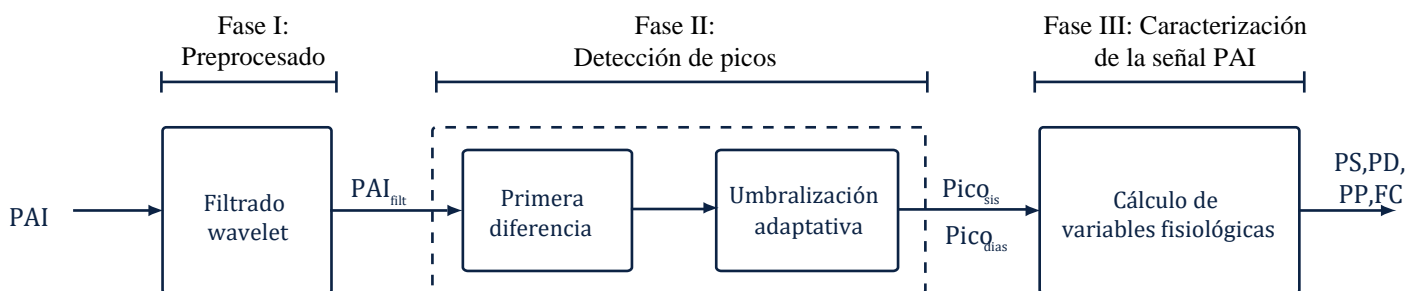 Fase I:
Preprocesado
Fase II:
Detección de picos
Fase III: Caracterización
de la señal PAI
PAI
Filtrado
wavelet
PAIfilt
Primera
diferencia
Umbralización
adaptativa
Picosis
Picodias
Cálculo de
variables fisiológicas
PS,PD,
PP,FC